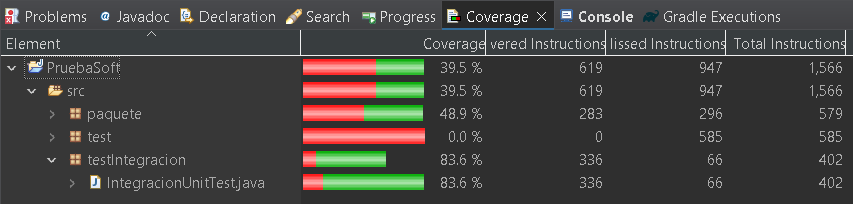 Problems @ Javadoc Declaration Search Progress Coverage Console Gradle Executions
Element Coverage vered Instructions lissed Instructions Total Instructions
PruebaSoft 39.5 % 619 947 1,566
src 39.5 % 619 947 1,566
paquete 48.9 % 283 296 579
test 0.0 % 0 585 585
testIntegracion 83.6 % 336 66 402
IntegracionUnitTest.java 83.6 % 336 66 402